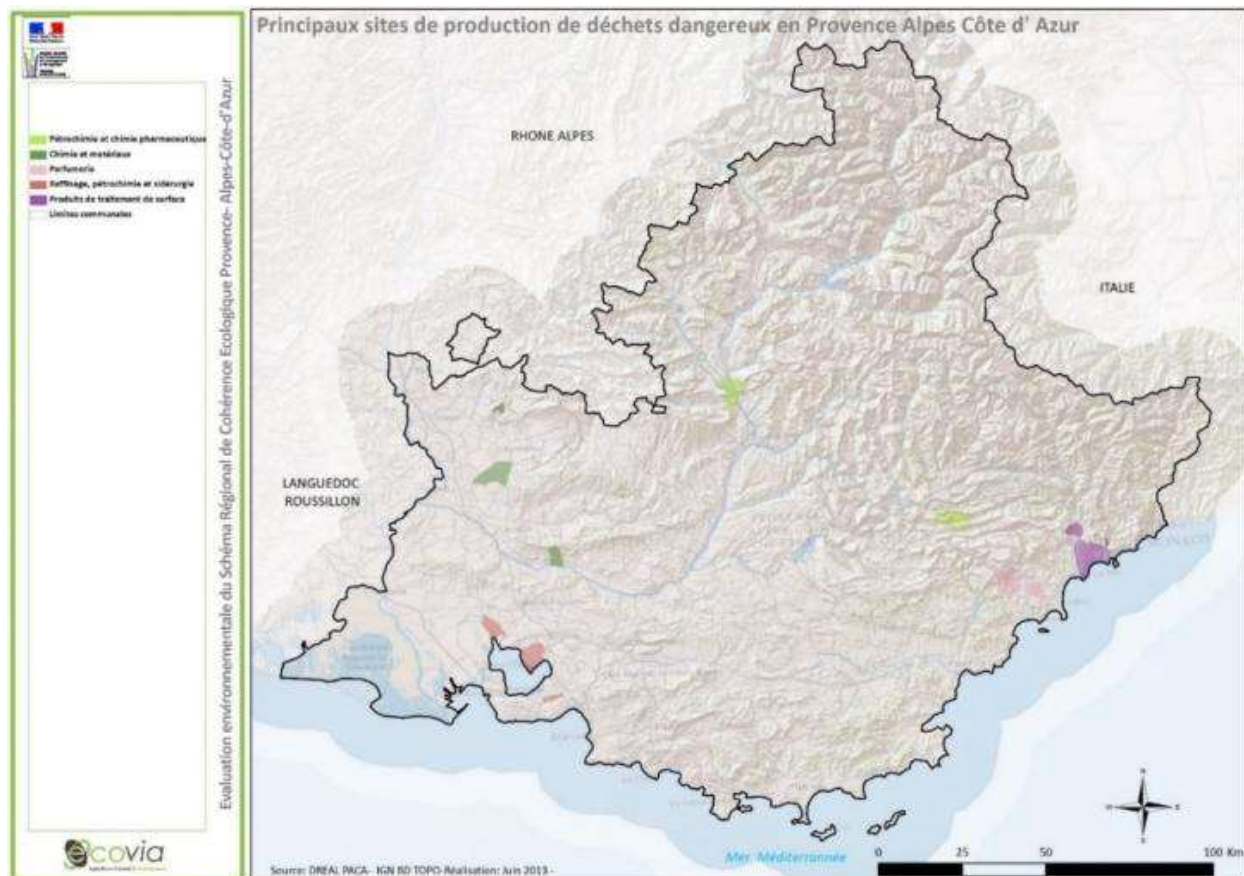 Principaux sites de production de déchets dangereux en Provence Alpes Côte d' Azur
Pétrochimie et chimie pharmaceutique
Chimie et matériaux
Parfumerie
Raffinage, pétrochimie et sidérurgie
Produits de traitement de surface
Limites communales
Evaluation environnementale du Schéma Régional de Cohérence Ecologique Provence- Alpes-Côte-d'Azur
RHONE ALPES
ITALIE
LANGUEDOC
ROUSSILLON
MONACO
Mer Méditerrannée
0 25 50 100 Km
ecovia
Source: DREAL PACA- IGN BD TOPO-Réalisation: Juin 2013 -